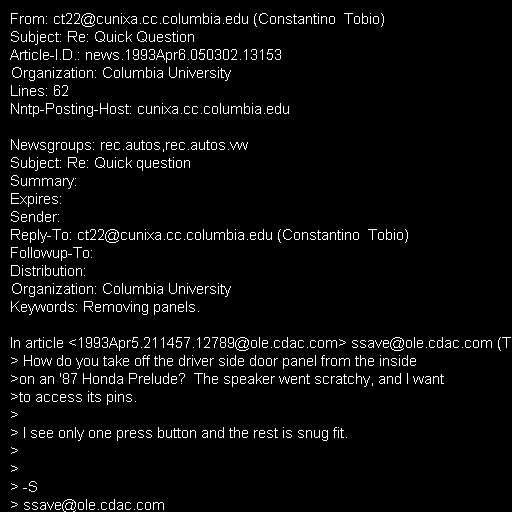 From: ct22@cunixa.cc.columbia.edu (Constantino  Tobio)
Subject: Re: Quick Question
Article-I.D.: news.1993Apr6.050302.13153
Organization: Columbia University
Lines: 62
Nntp-Posting-Host: cunixa.cc.columbia.edu

Newsgroups: rec.autos,rec.autos.vw
Subject: Re: Quick question
Summary:
Expires:
Sender:
Reply-To: ct22@cunixa.cc.columbia.edu (Constantino  Tobio)
Followup-To:
Distribution:
Organization: Columbia University
Keywords: Removing panels.

In article <1993Apr5.211457.12789@ole.cdac.com> ssave@ole.cdac.com (T
> How do you take off the driver side door panel from the inside
>on an '87 Honda Prelude?  The speaker went scratchy, and I want
>to access its pins.
>
> I see only one press button and the rest is snug fit.
>
>
> -S
> ssave@ole.cdac.com